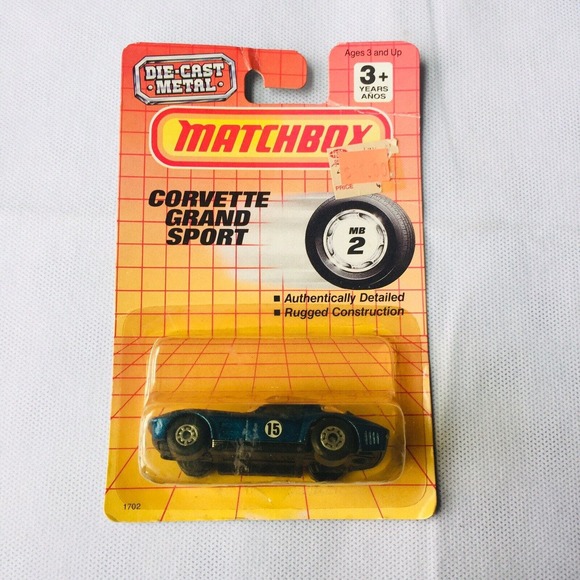 DIE-CAST
METAL
Ages 3 and Up
3+
YEARS
AÑOS
MATCHBOX
PRICE
CORVETTE
GRAND
SPORT
MB
2
■ Authentically Detailed
■ Rugged Construction
15
1702